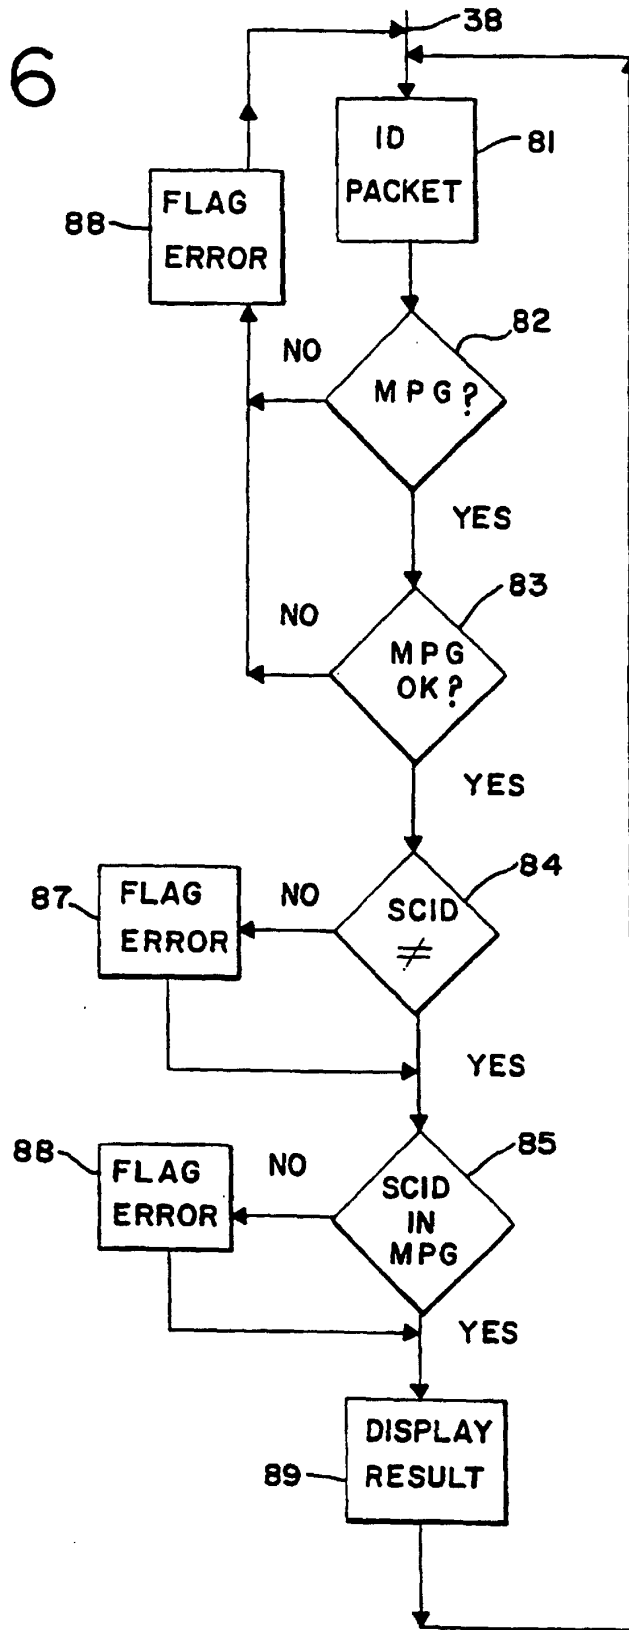 38
6
ID
PACKET
81
FLAG
ERROR
88
82
NO
MPG?
YES
83
NO
MPG
OK?
YES
84
87
FLAG
ERROR
NO
SCID
≠
YES
88
FLAG
ERROR
NO
85
SCID
IN
MPG
YES
DISPLAY
RESULT
89